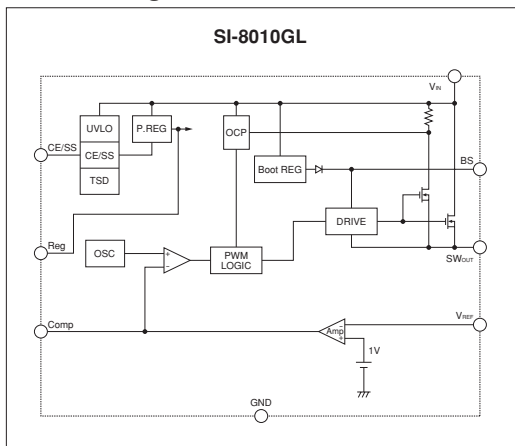 SI-8010GL
VIN
UVLO
P.REG
OCP
CE/SS
CE/SS
Boot REG
BS
TSD
DRIVE
Reg
OSC
+
−
PWM
LOGIC
SWOUT
Comp
Amp
−
+
VREF
1V
GND